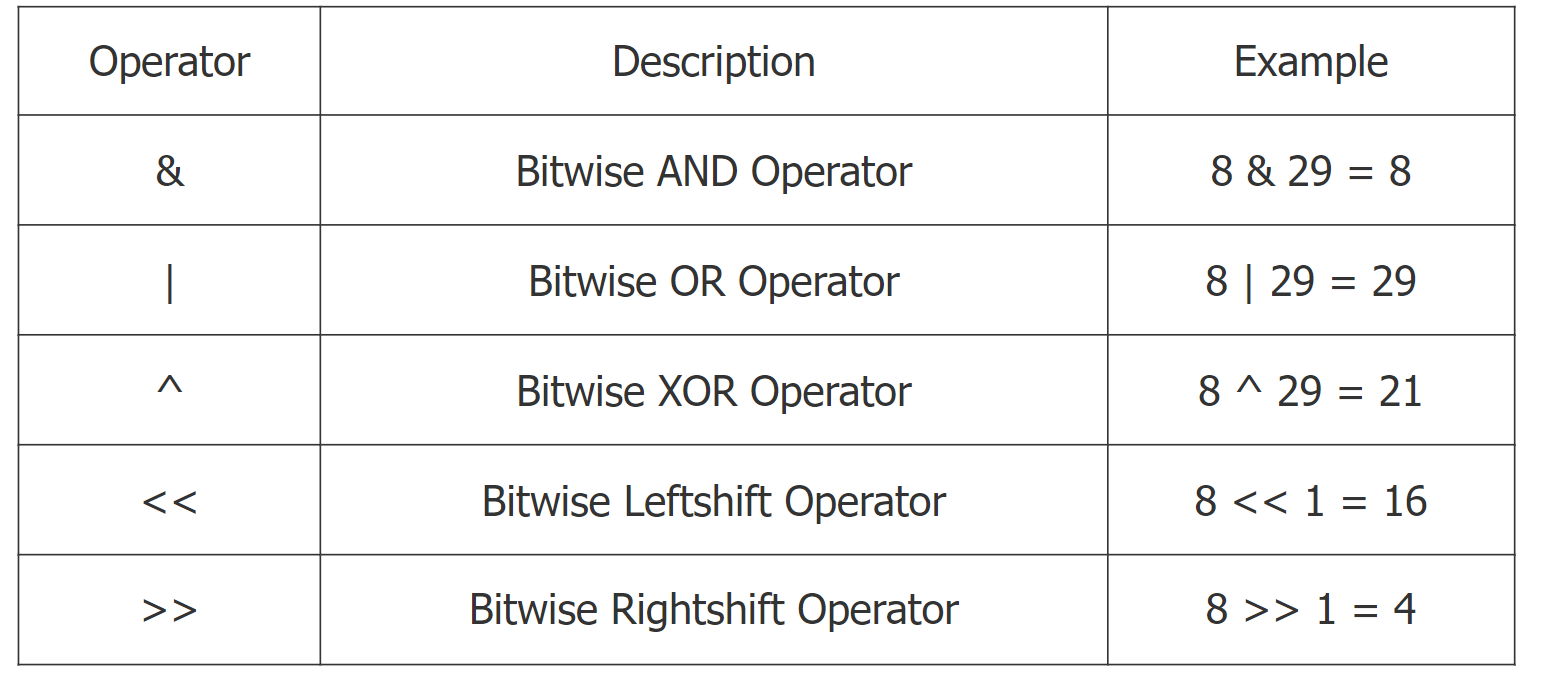 Operator Description Example
& Bitwise AND Operator 8 & 29 = 8
| Bitwise OR Operator 8 | 29 = 29
^ Bitwise XOR Operator 8 ^ 29 = 21
<< Bitwise Leftshift Operator 8 << 1 = 16
>> Bitwise Rightshift Operator 8 >> 1 = 4